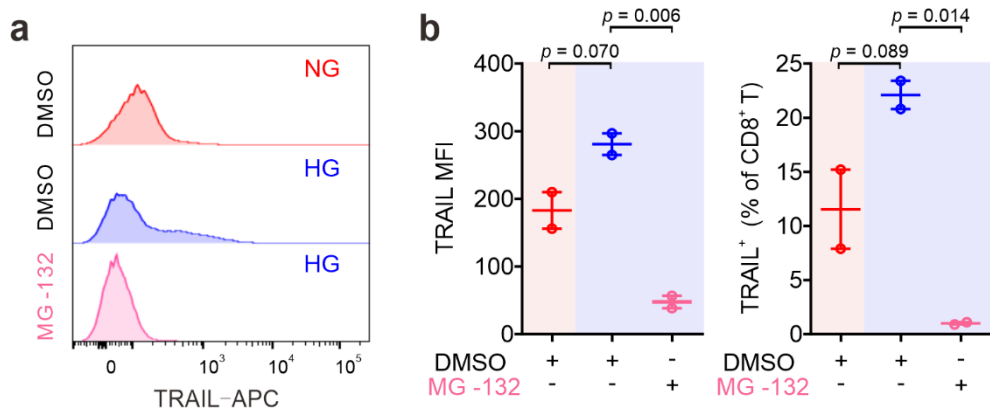 a
DMSO
NG
DMSO
HG
MG -132
HG
0
10³
10⁴
10⁵
TRAIL–APC
b
p = 0.006
p = 0.070
400
300
200
100
0
TRAIL MFI
DMSO + + -
MG -132 - - +
p = 0.014
p = 0.089
25
20
15
10
5
0
TRAIL⁺ (% of CD8⁺ T)
DMSO + + -
MG -132 - - +